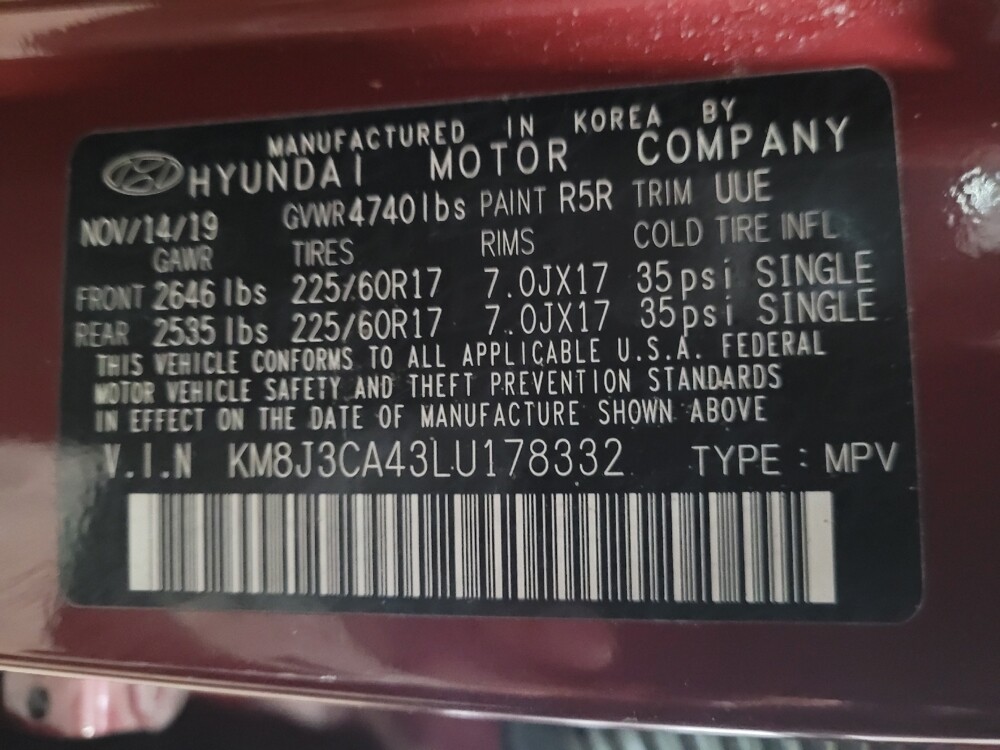 MANUFACTURED IN KOREA BY
HYUNDAI MOTOR COMPANY
NOV/14/19 GVWR 4740lbs PAINT R5R TRIM UUE
GAWR TIRES RIMS COLD TIRE INFL
FRONT 2646 lbs 225/60R17 7.0JX17 35 psi SINGLE
REAR 2535 lbs 225/60R17 7.0JX17 35psi SINGLE
THIS VEHICLE CONFORMS TO ALL APPLICABLE U.S.A. FEDERAL
MOTOR VEHICLE SAFETY AND THEFT PREVENTION STANDARDS
IN EFFECT ON THE DATE OF MANUFACTURE SHOWN ABOVE
V.I.N KM8J3CA43LU178332 TYPE : MPV